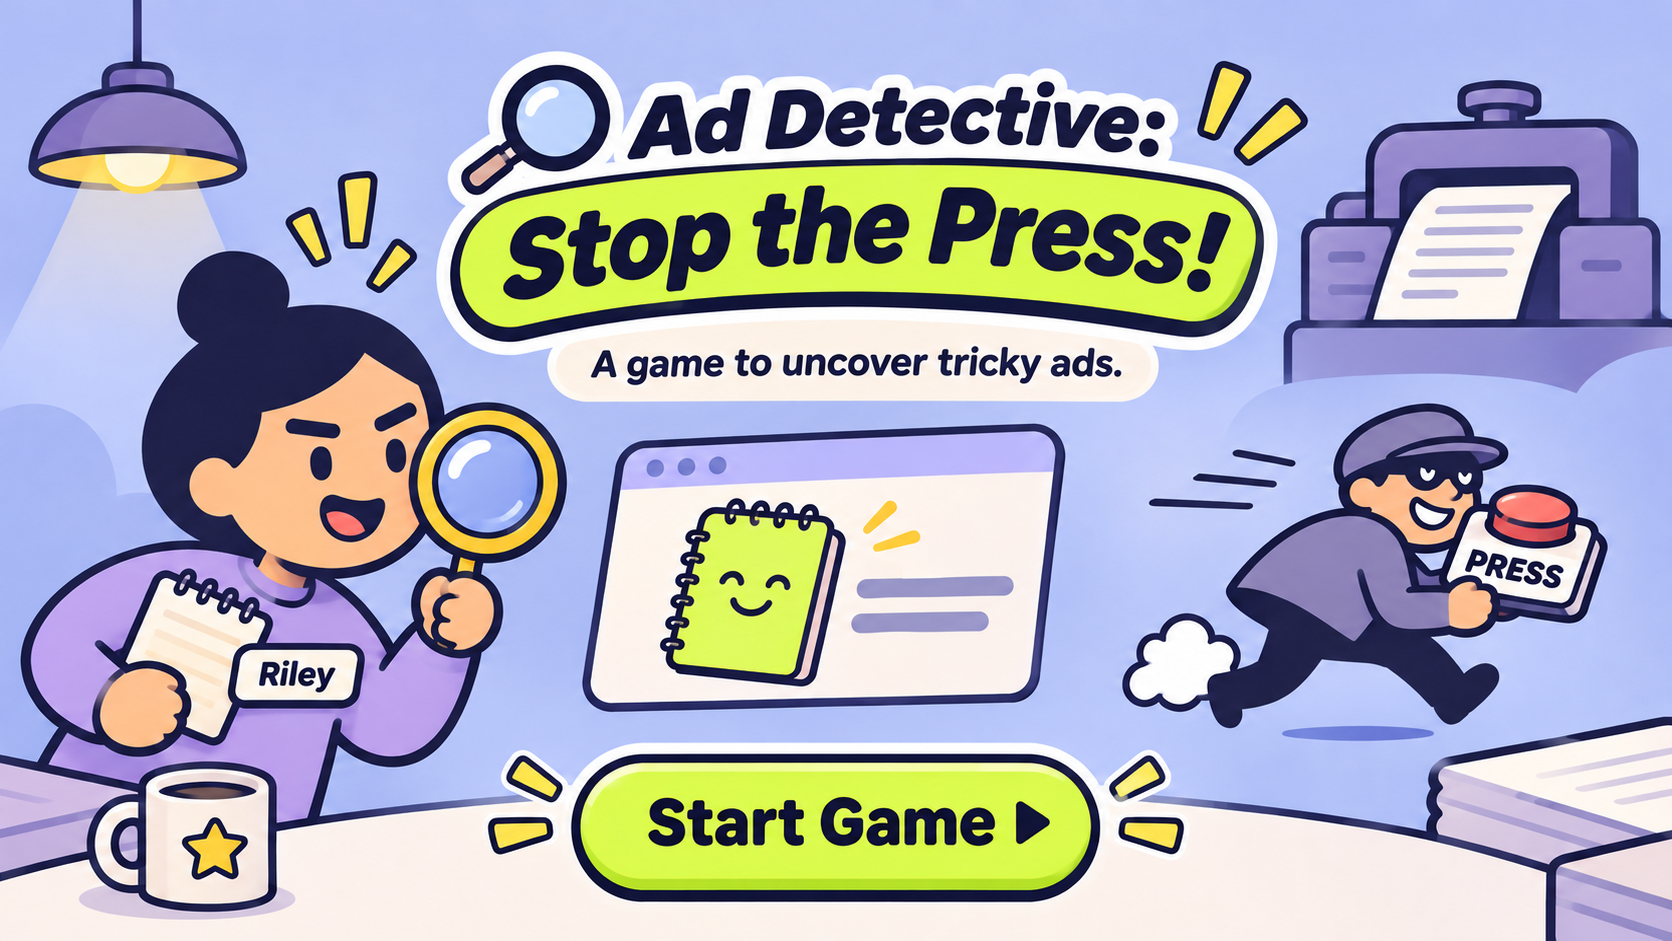 Ad Detective:
Stop the Press!
A game to uncover tricky ads.
Riley
PRESS
Start Game